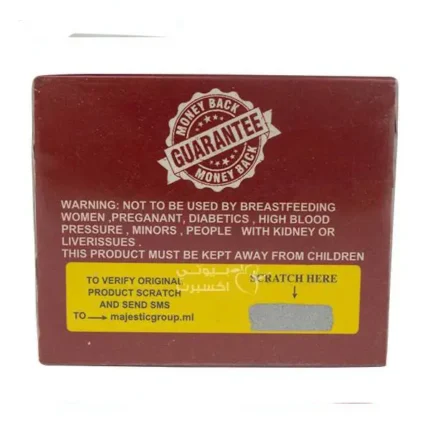 MONEY BACK
GUARANTEE
MONEY BACK
WARNING: NOT TO BE USED BY BREASTFEEDING
WOMEN ,PREGANANT, DIABETICS , HIGH BLOOD
PRESSURE , MINORS , PEOPLE WITH KIDNEY OR
LIVERISSUES .
THIS PRODUCT MUST BE KEPT AWAY FROM CHILDREN
TO VERIFY ORIGINAL
PRODUCT SCRATCH
AND SEND SMS
TO → majesticgroup.ml
SCRATCH HERE
↓
بيوتي
اكسبرت